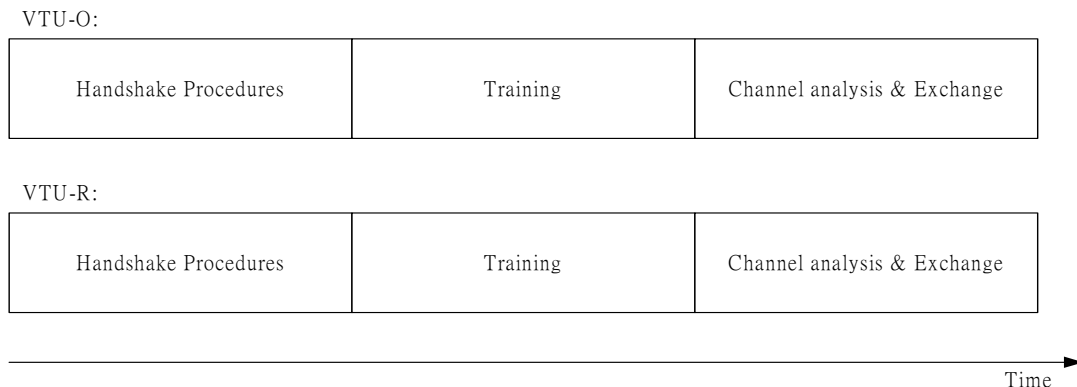 VTU-O:
Handshake Procedures
Training
Channel analysis & Exchange
VTU-R:
Handshake Procedures
Training
Channel analysis & Exchange
Time